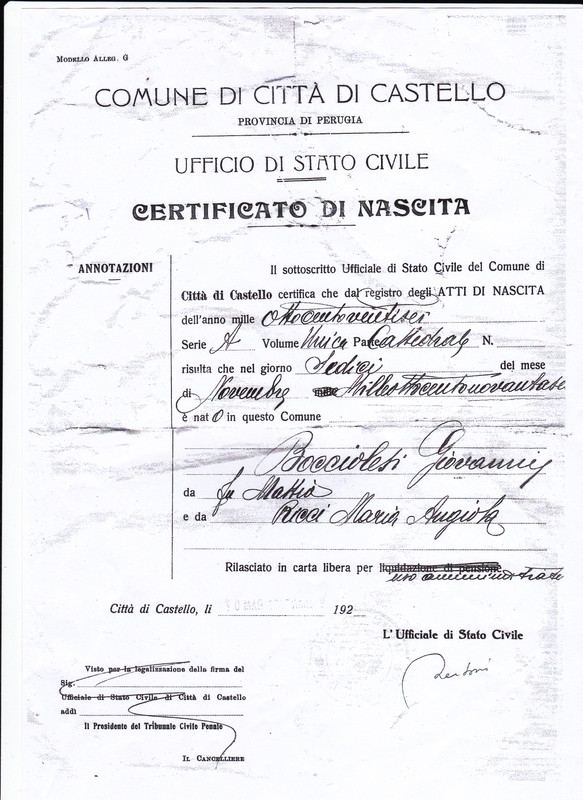 MODELLO ALLEG. G
COMUNE DI CITTÀ DI CASTELLO
PROVINCIA DI PERUGIA
UFFICIO DI STATO CIVILE
CERTIFICATO DI NASCITA
ANNOTAZIONI
Il sottoscritto Ufficiale di Stato Civile del Comune di
Città di Castello certifica che dal registro degli ATTI DI NASCITA
dell'anno mille ottocentoventisei
Serie A Volume Unico Parte Cattedrale N.
risulta che nel giorno Sedici del mese
di Novembre
è nato in questo Comune
Bocciolesi Giovanni
da fu Mattia
e da Ricci Maria Angiola
Rilasciato in carta libera per liquidazione di pensione
uso
Città di Castello, li 192
L'Ufficiale di Stato Civile
Visto per la legalizzazione della firma del
Sig.
Ufficiale di Stato Civile di Città di Castello
addì
Il Presidente del Tribunale Civile Penale
IL CANCELLIERE